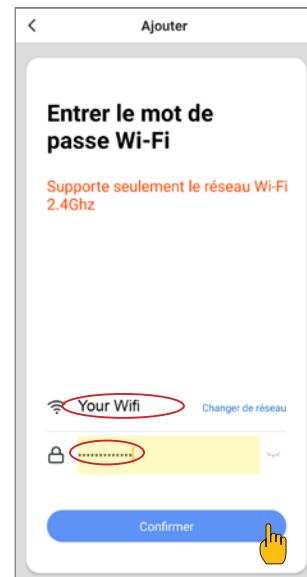 Ajouter
Entrer le mot de
passe Wi-Fi
Supporte seulement le réseau Wi-Fi
2.4Ghz
Your Wifi
Changer de réseau
•••••••••••••
Confirmer